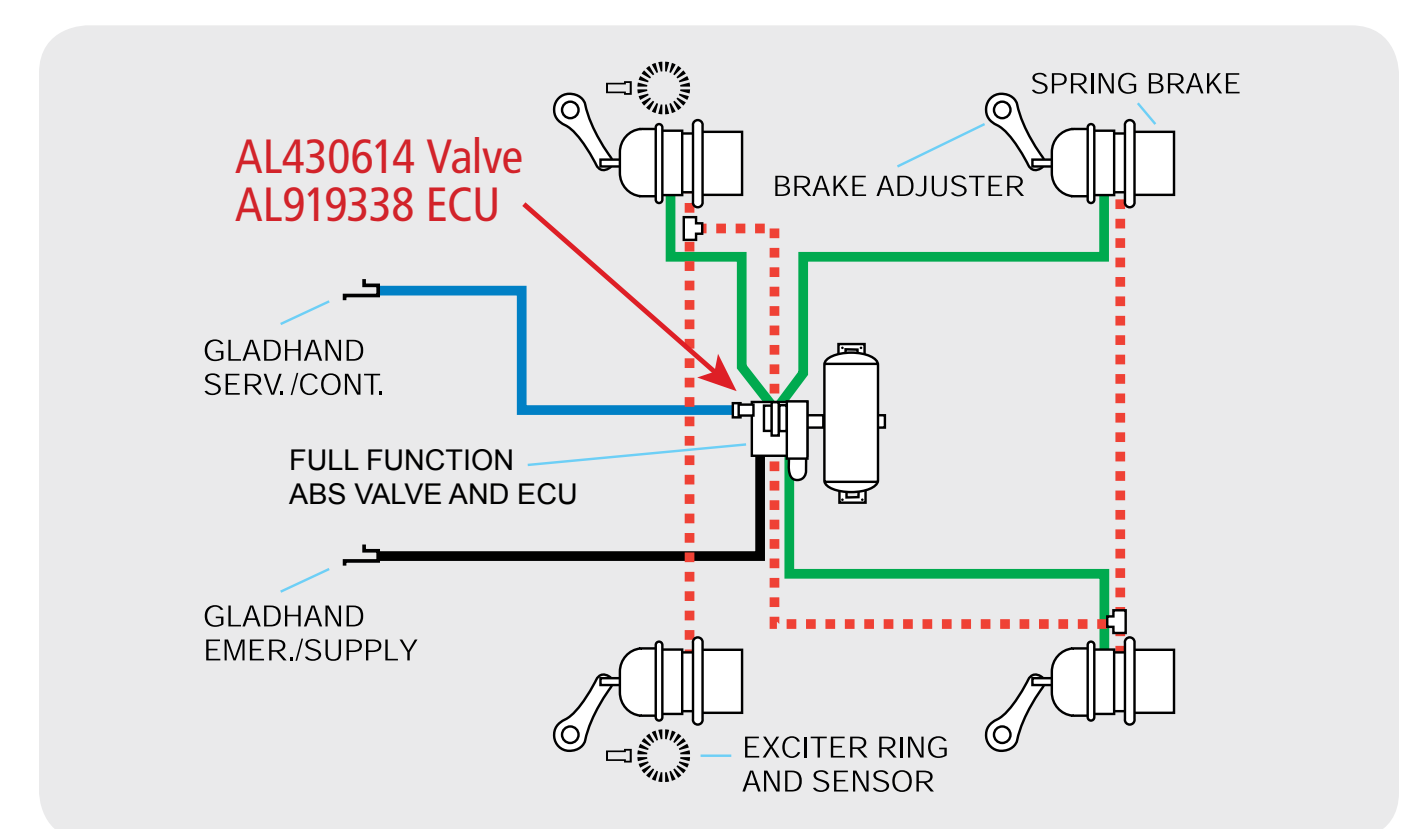 SPRING BRAKE
AL430614 Valve
AL919338 ECU
BRAKE ADJUSTER
GLADHAND
SERV./CONT.
FULL FUNCTION
ABS VALVE AND ECU
GLADHAND
EMER./SUPPLY
EXCITER RING
AND SENSOR